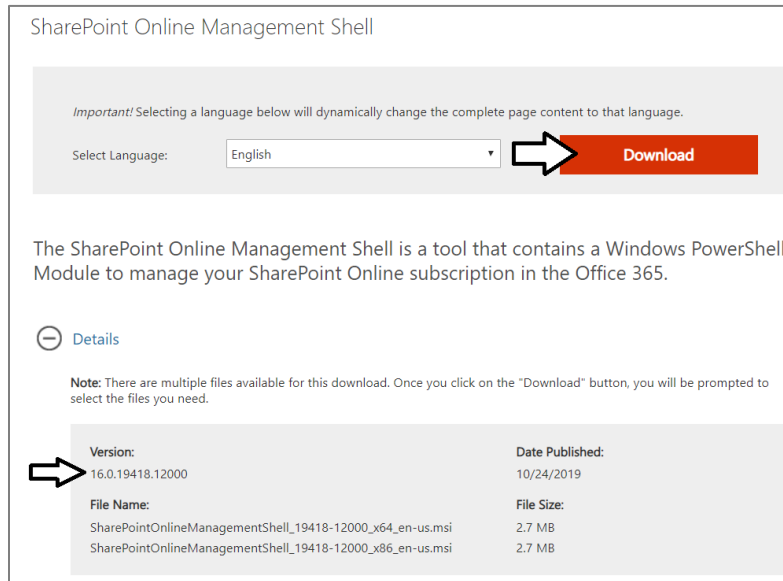 SharePoint Online Management Shell
Important! Selecting a language below will dynamically change the complete page content to that language.
Select Language: English Download
The SharePoint Online Management Shell is a tool that contains a Windows PowerShell
Module to manage your SharePoint Online subscription in the Office 365.
Details
Note: There are multiple files available for this download. Once you click on the "Download" button, you will be prompted to
select the files you need.
Version: Date Published:
16.0.19418.12000 10/24/2019
File Name: File Size:
SharePointOnlineManagementShell_19418-12000_x64_en-us.msi 2.7 MB
SharePointOnlineManagementShell_19418-12000_x86_en-us.msi 2.7 MB